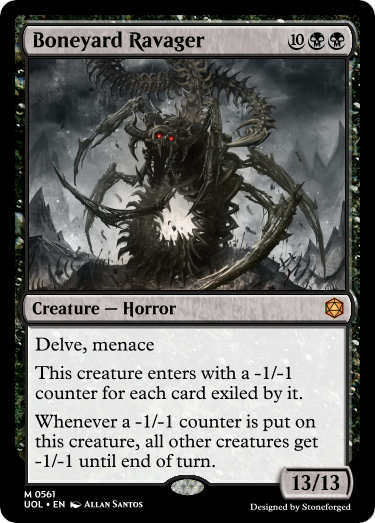 Boneyard Ravager 10
Creature — Horror
Delve, menace
This creature enters with a -1/-1
counter for each card exiled by it.
Whenever a -1/-1 counter is put on
this creature, all other creatures get
-1/-1 until end of turn.
13/13
M 0561
UOL • EN Allan Santos
Designed by Stoneforged